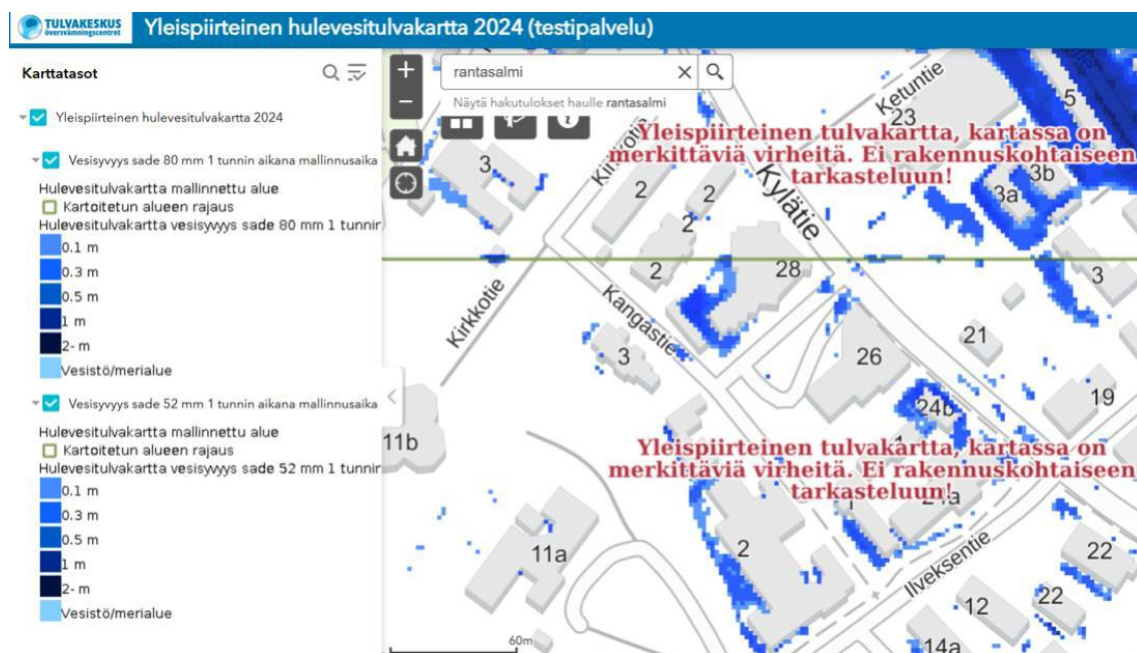 TULVAKESKUS
översvämningscentret
Yleispiirteinen hulevesitulvakartta 2024 (testipalvelu)
Karttatasot
Yleispiirteinen hulevesitulvakartta 2024
Vesisyvyys sade 80 mm 1 tunnin aikana mallinnusaika
Hulevesitulvakartta mallinnettu alue
Kartoitetun alueen rajaus
Hulevesitulvakartta vesisyvyys sade 80 mm 1 tunnin
0.1 m
0.3 m
0.5 m
1 m
2- m
Vesistö/merialue
Vesisyvyys sade 52 mm 1 tunnin aikana mallinnusaika
Hulevesitulvakartta mallinnettu alue
Kartoitetun alueen rajaus
Hulevesitulvakartta vesisyvyys sade 52 mm 1 tunnin
0.1 m
0.3 m
0.5 m
1 m
2- m
Vesistö/merialue
rantasalmi
Näytä hakutulokset haulle rantasalmi
Ketuntie
23
5
Yleispiirteinen tulvakartta, kartassa on
merkittäviä virheitä. Ei rakennuskohtaiseen
tarkasteluun!
3
Kirkkotie
2
2
2
2
Kylätie
3a
3b
3
28
Kirkkotie
Kangastie
3
26
21
19
24b
1
11b
Yleispiirteinen tulvakartta, kartassa on
merkittäviä virheitä. Ei rakennuskohtaiseen
tarkasteluun!
1
24a
11a
2
Ilveksentie
22
12
22
14a
60m